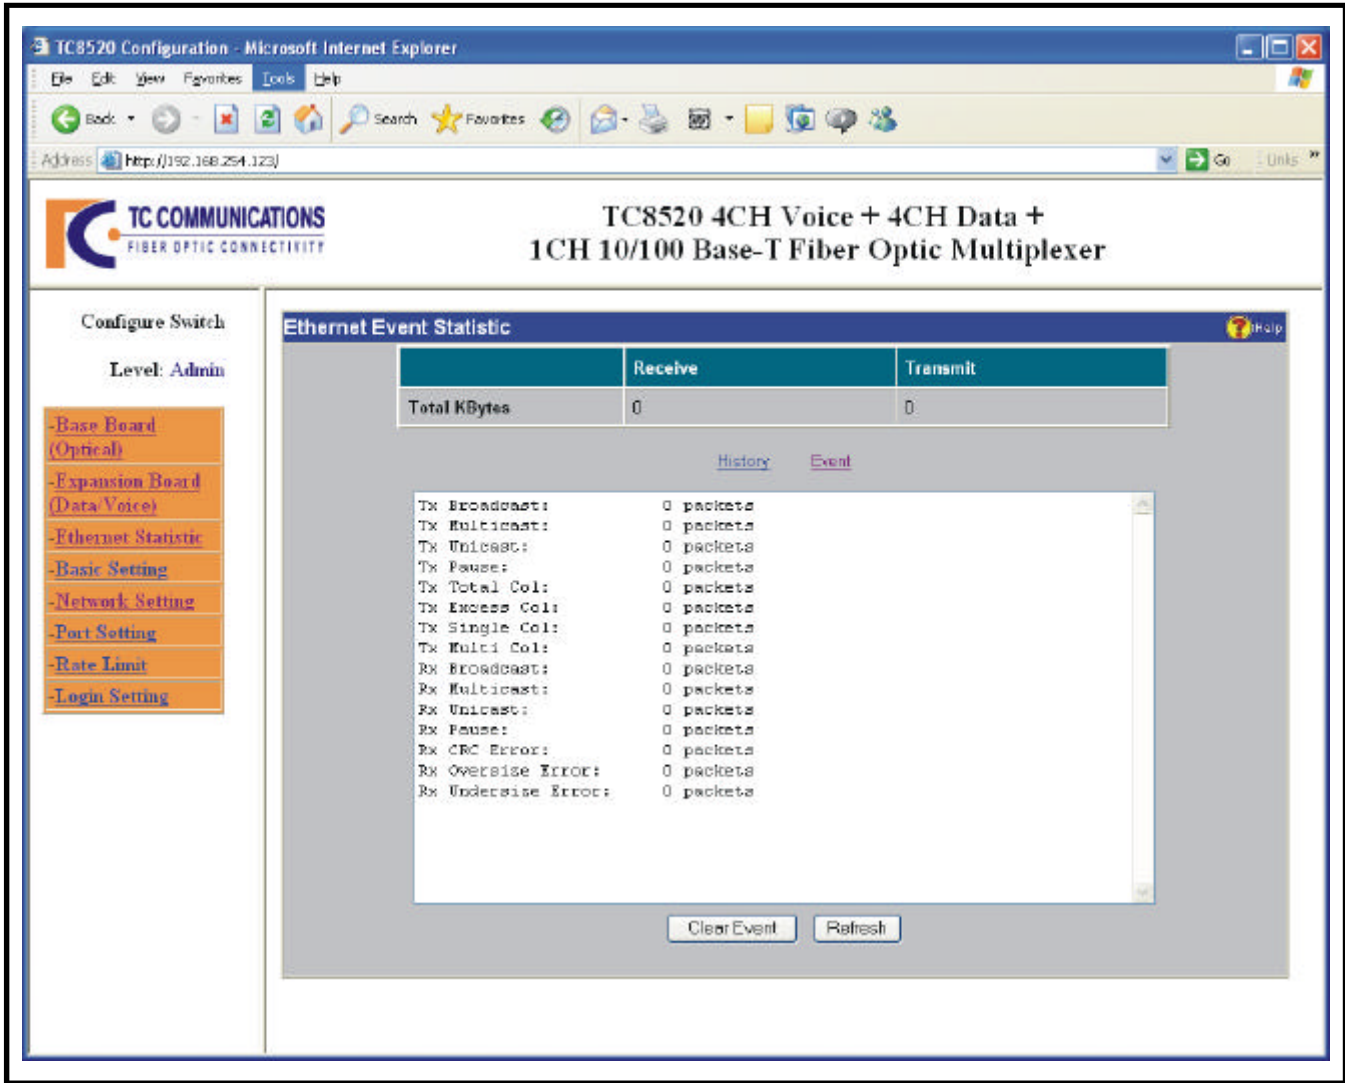 TC8520 Configuration - Microsoft Internet Explorer
File Edit View Favorites Tools Help
Back Search Favorites
Address http://192.168.254.123/ Go Links »
TC COMMUNICATIONS
FIBER OPTIC CONNECTIVITY
TC8520 4CH Voice + 4CH Data +
1CH 10/100 Base-T Fiber Optic Multiplexer
Configure Switch
Level: Admin
-Base Board
(Optical)
-Expansion Board
(Data/Voice)
-Ethernet Statistic
-Basic Setting
-Network Setting
-Port Setting
-Rate Limit
-Login Setting
Ethernet Event Statistic
Help
Receive Transmit
Total KBytes 0 0
History Event
Tx Broadcast: 0 packets
Tx Multicast: 0 packets
Tx Unicast: 0 packets
Tx Pause: 0 packets
Tx Total Col: 0 packets
Tx Excess Col: 0 packets
Tx Single Col: 0 packets
Tx Multi Col: 0 packets
Rx Broadcast: 0 packets
Rx Multicast: 0 packets
Rx Unicast: 0 packets
Rx Pause: 0 packets
Rx CRC Error: 0 packets
Rx Oversize Error: 0 packets
Rx Undersize Error: 0 packets
Clear Event Refresh